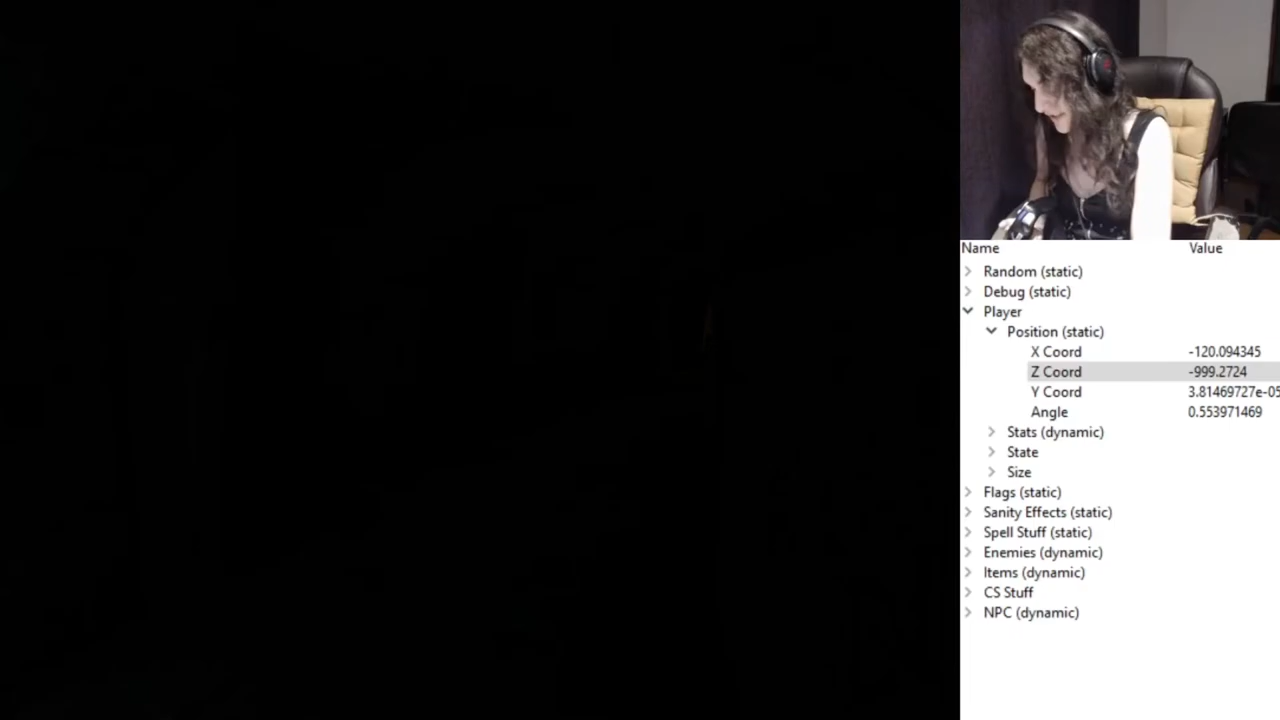 Name Value
Random (static)
Debug (static)
Player
Position (static)
X Coord -120.094345
Z Coord -999.2724
Y Coord 3.81469727e-05
Angle 0.553971469
Stats (dynamic)
State
Size
Flags (static)
Sanity Effects (static)
Spell Stuff (static)
Enemies (dynamic)
Items (dynamic)
CS Stuff
NPC (dynamic)